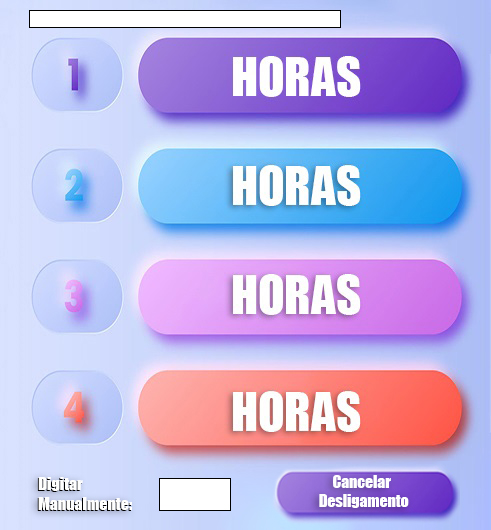 1 HORAS
2 HORAS
3 HORAS
4 HORAS
Digitar
Manualmente:
Cancelar
Desligamento